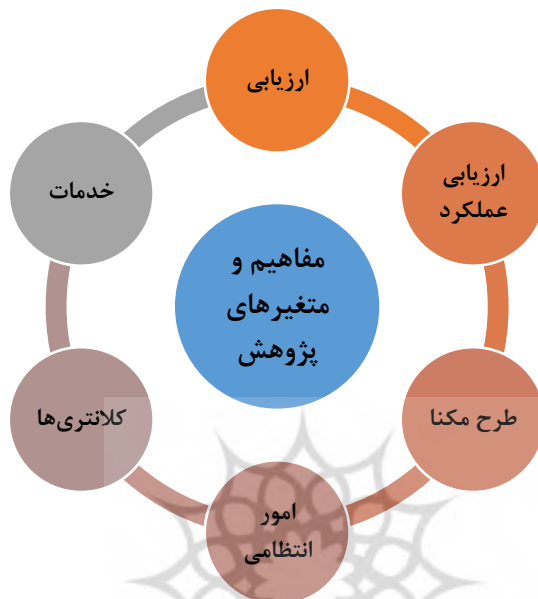 ارزیابی
ارزیابی
عملکرد
طرح مکنا
امور
انتظامی
کلانتری‌ها
خدمات
مفاهیم و
متغیرهای
پژوهش